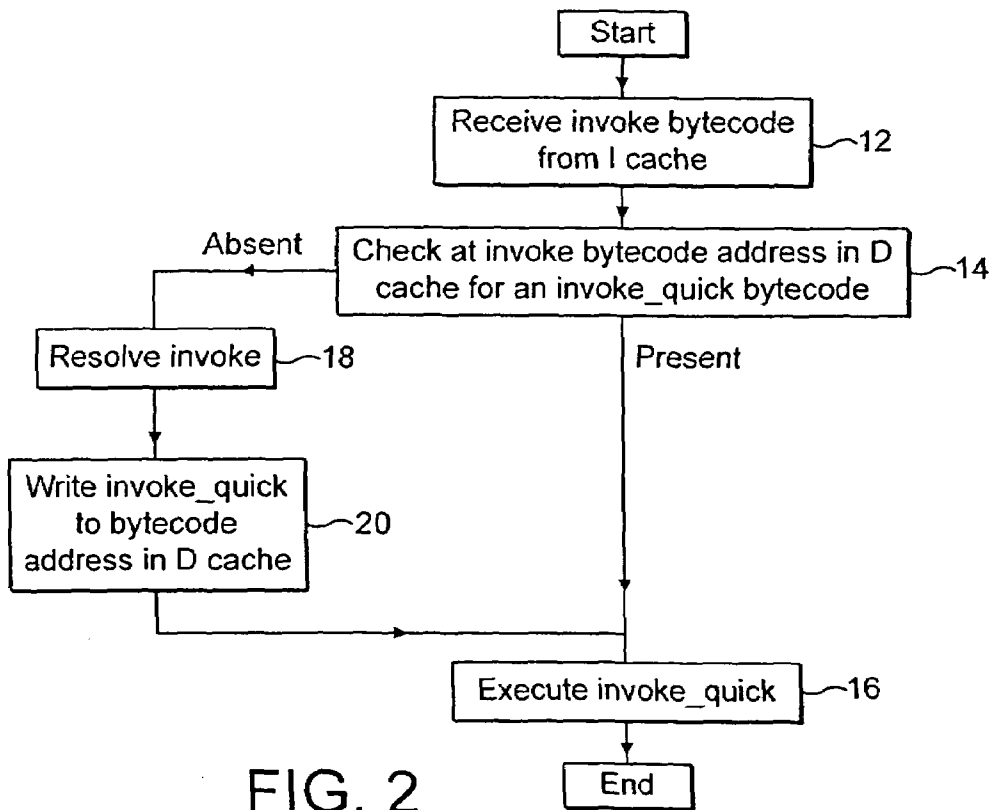 Start
Receive invoke bytecode
from I cache
12
Check at invoke bytecode address in D
cache for an invoke_quick bytecode
14
Absent
Present
Resolve invoke
18
Write invoke_quick
to bytecode
address in D cache
20
Execute invoke_quick
16
End
FIG. 2